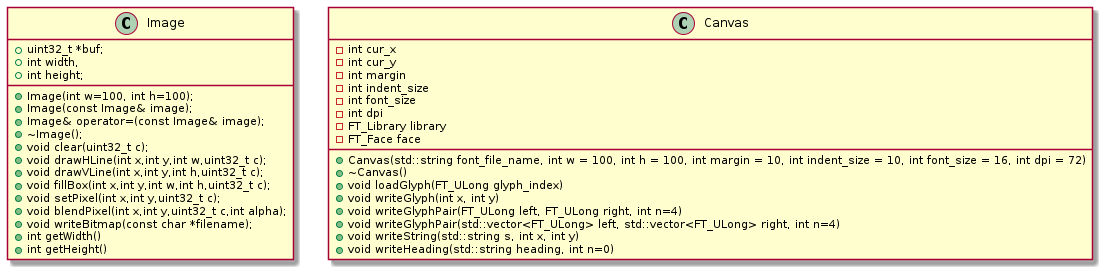 C Image
uint32_t *buf;
int width,
int height;
Image(int w=100, int h=100);
Image(const Image& image);
Image& operator=(const Image& image);
~Image();
void clear(uint32_t c);
void drawHLine(int x,int y,int w,uint32_t c);
void drawVLine(int x,int y,int h,uint32_t c);
void fillBox(int x,int y,int w,int h,uint32_t c);
void setPixel(int x,int y,uint32_t c);
void blendPixel(int x,int y,uint32_t c,int alpha);
void writeBitmap(const char *filename);
int getWidth()
int getHeight()
C Canvas
int cur_x
int cur_y
int margin
int indent_size
int font_size
int dpi
FT_Library library
FT_Face face
Canvas(std::string font_file_name, int w = 100, int h = 100, int margin = 10, int indent_size = 10, int font_size = 16, int dpi = 72)
~Canvas()
void loadGlyph(FT_ULong glyph_index)
void writeGlyph(int x, int y)
void writeGlyphPair(FT_ULong left, FT_ULong right, int n=4)
void writeGlyphPair(std::vector<FT_ULong> left, std::vector<FT_ULong> right, int n=4)
void writeString(std::string s, int x, int y)
void writeHeading(std::string heading, int n=0)